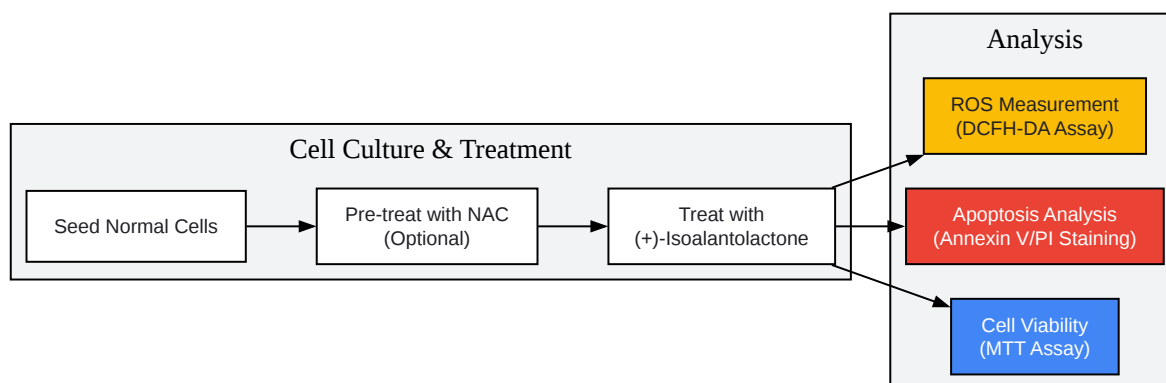 Cell Culture & Treatment
Seed Normal Cells
Pre-treat with NAC
(Optional)
Treat with
(+)-Isoalantolactone
Analysis
ROS Measurement
(DCFH-DA Assay)
Apoptosis Analysis
(Annexin V/PI Staining)
Cell Viability
(MTT Assay)